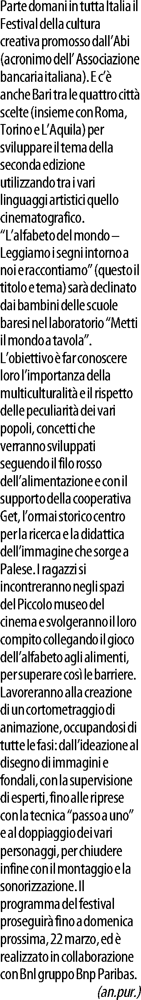 Parte domani in tutta Italia il
Festival della cultura
creativa promosso dall’Abi
(acronimo dell’ Associazione
bancaria italiana). E c’è
anche Bari tra le quattro città
scelte (insieme con Roma,
Torino e L’Aquila) per
sviluppare il tema della
seconda edizione
utilizzando tra i vari
linguaggi artistici quello
cinematografico.
“L’alfabeto del mondo –
Leggiamo i segni intorno a
noi e raccontiamo” (questo il
titolo e tema) sarà declinato
dai bambini delle scuole
baresi nel laboratorio “Metti
il mondo a tavola”.
L’obiettivo è far conoscere
loro l’importanza della
multiculturalità e il rispetto
delle peculiarità dei vari
popoli, concetti che
verranno sviluppati
seguendo il filo rosso
dell’alimentazione e con il
supporto della cooperativa
Get, l’ormai storico centro
per la ricerca e la didattica
dell’immagine che sorge a
Palese. I ragazzi si
incontreranno negli spazi
del Piccolo museo del
cinema e svolgeranno il loro
compito collegando il gioco
dell’alfabeto agli alimenti,
per superare così le barriere.
Lavoreranno alla creazione
di un cortometraggio di
animazione, occupandosi di
tutte le fasi: dall’ideazione al
disegno di immagini e
fondali, con la supervisione
di esperti, fino alle riprese
con la tecnica “passo a uno”
e al doppiaggio dei vari
personaggi, per chiudere
infine con il montaggio e la
sonorizzazione. Il
programma del festival
proseguirà fino a domenica
prossima, 22 marzo, ed è
realizzato in collaborazione
con Bnl gruppo Bnp Paribas.
(an.pur.)